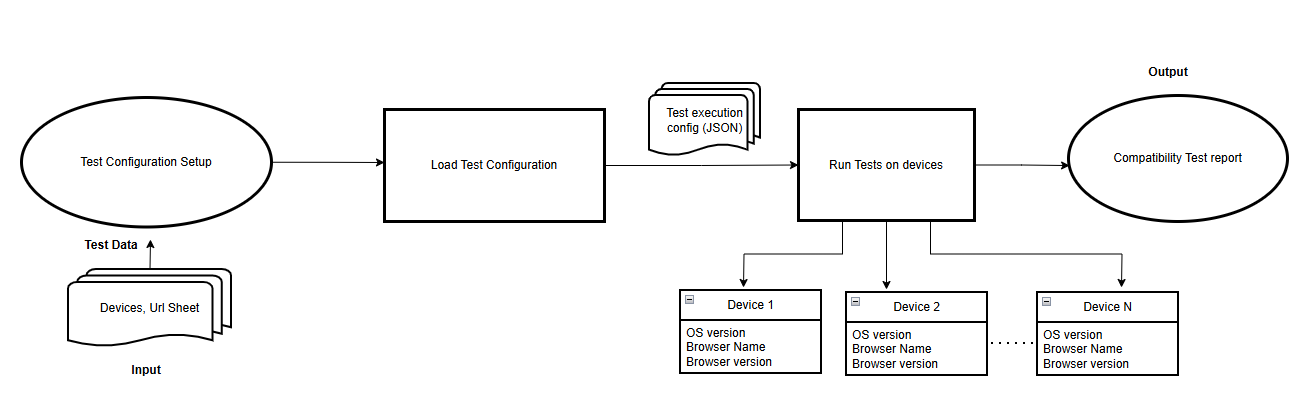 Output
Test execution
config (JSON)
Test Configuration Setup
Load Test Configuration
Run Tests on devices
Compatibility Test report
Test Data
Devices, Url Sheet
Input
Device 1
OS version
Browser Name
Browser version
Device 2
OS version
Browser Name
Browser version
Device N
OS version
Browser Name
Browser version